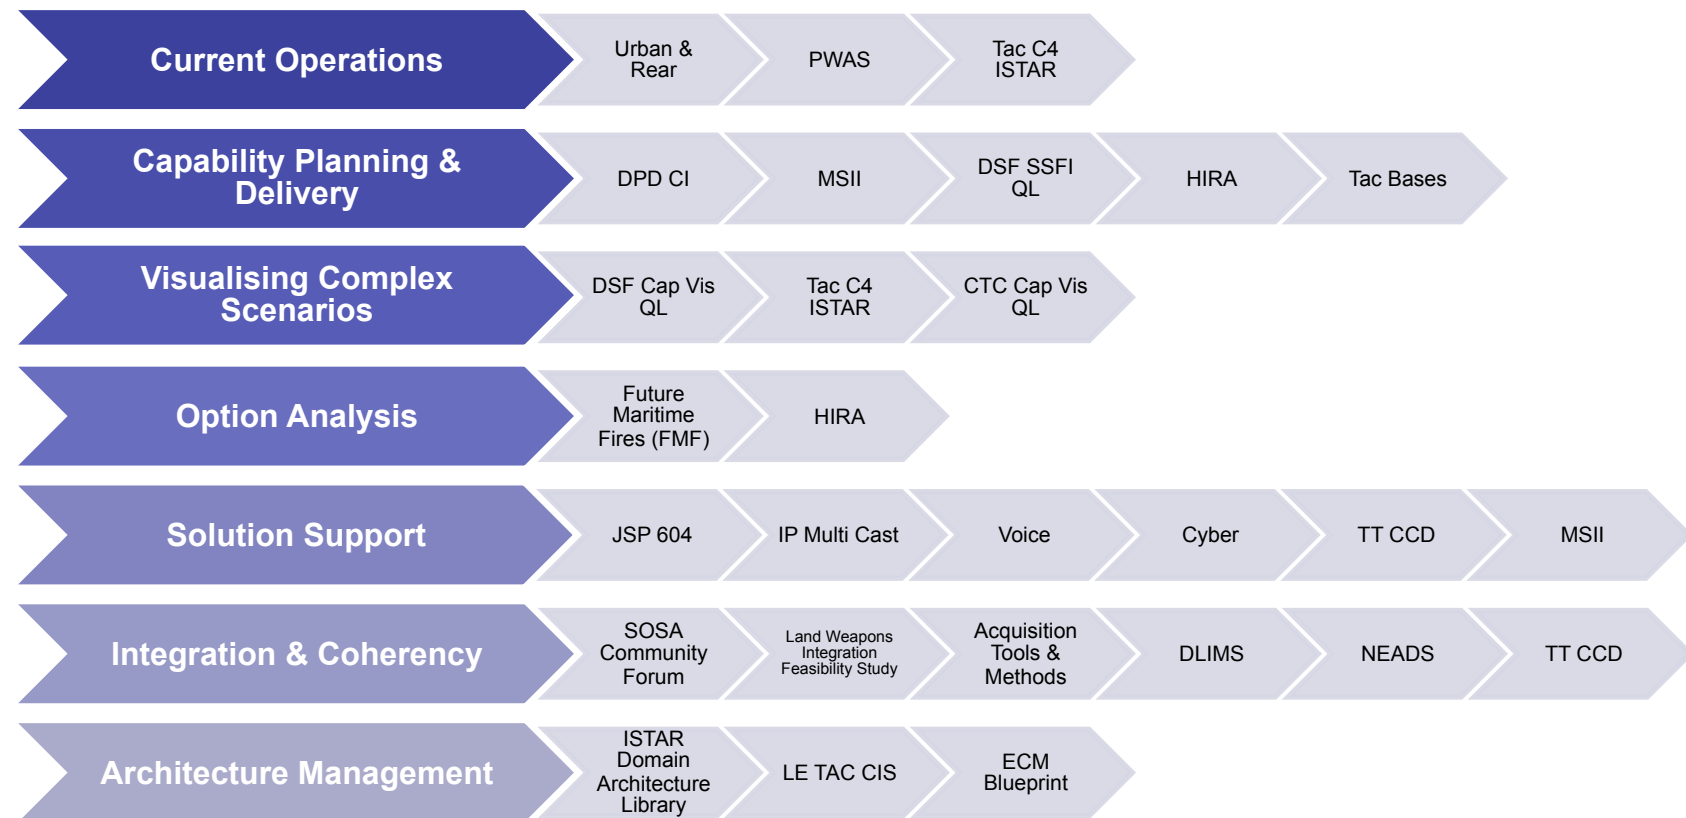 Current Operations
Urban &
Rear
PWAS
Tac C4
ISTAR
Capability Planning &
Delivery
DPD CI
MSII
DSF SSFI
QL
HIRA
Tac Bases
Visualising Complex
Scenarios
DSF Cap Vis
QL
Tac C4
ISTAR
CTC Cap Vis
QL
Option Analysis
Future
Maritime
Fires (FMF)
HIRA
Solution Support
JSP 604
IP Multi Cast
Voice
Cyber
TT CCD
MSII
Integration & Coherency
SOSA
Community
Forum
Land Weapons
Integration
Feasibility Study
Acquisition
Tools &
Methods
DLIMS
NEADS
TT CCD
Architecture Management
ISTAR
Domain
Architecture
Library
LE TAC CIS
ECM
Blueprint